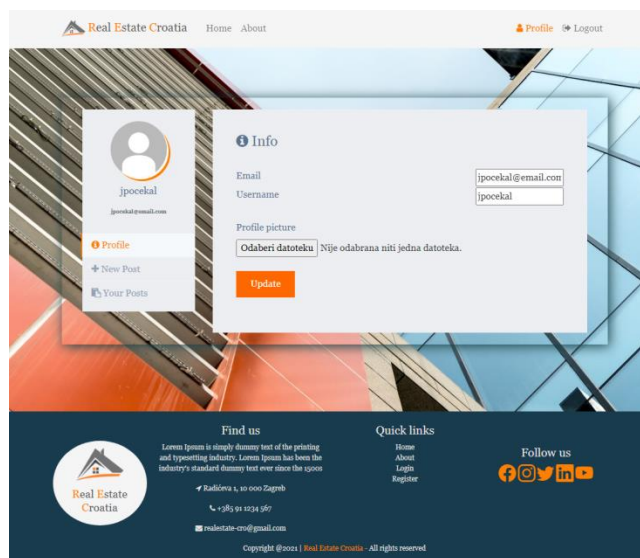 Real Estate Croatia
Home About
Profile Logout
jpocekal
jpocekal@email.com
Profile
New Post
Your Posts
Info
Email
jpocekal@email.com
Username
jpocekal
Profile picture
Odaberi datoteku Nije odabrana niti jedna datoteka.
Update
Real Estate
Croatia
Find us
Lorem Ipsum is simply dummy text of the printing
and typesetting industry. Lorem Ipsum has been the
industry's standard dummy text ever since the 1500s
Radićeva 1, 10 000 Zagreb
+385 91 1234 567
realestate-cro@gmail.com
Quick links
Home
About
Login
Register
Follow us
Copyright @2021 | Real Estate Croatia - All rights reserved